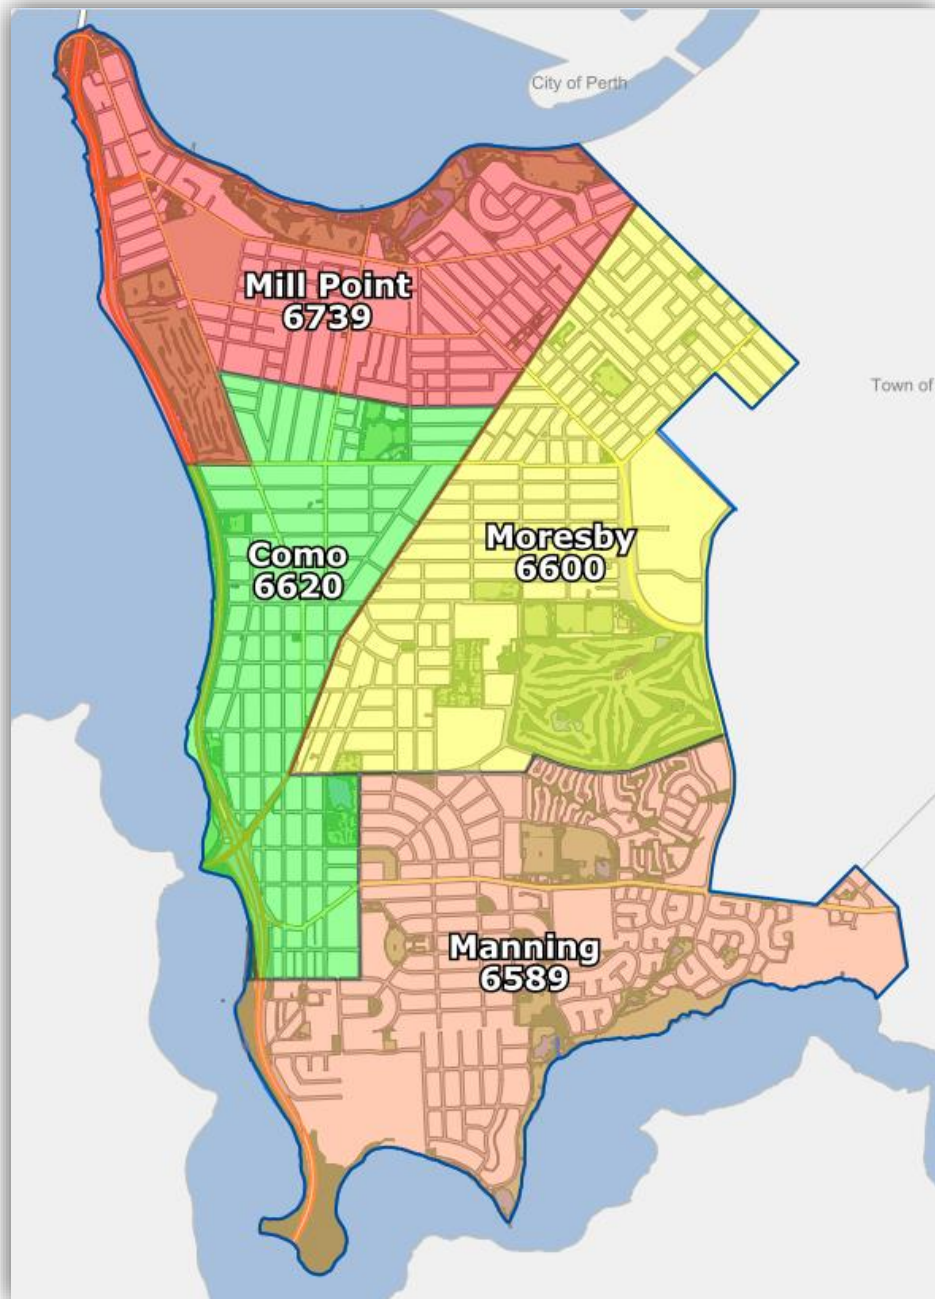 City of Perth
Mill Point
6739
Town of
Moresby
6600
Como
6620
Manning
6589